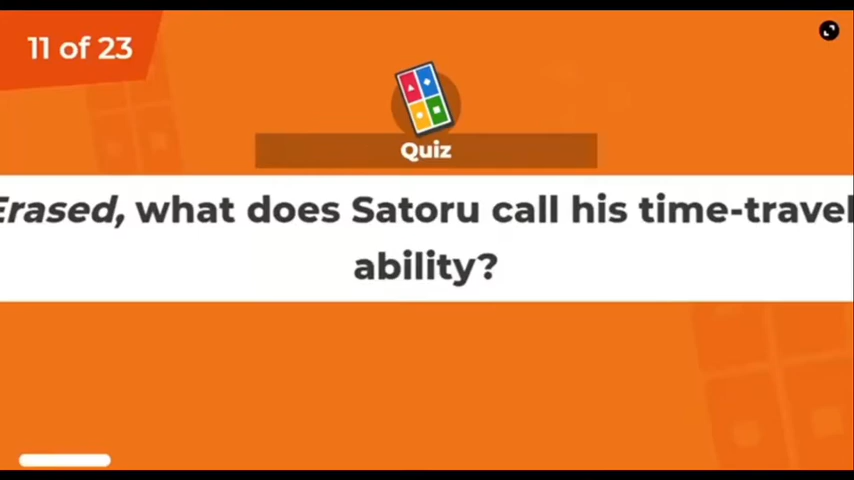 11 of 23
Quiz
Erased, what does Satoru call his time-travel
ability?